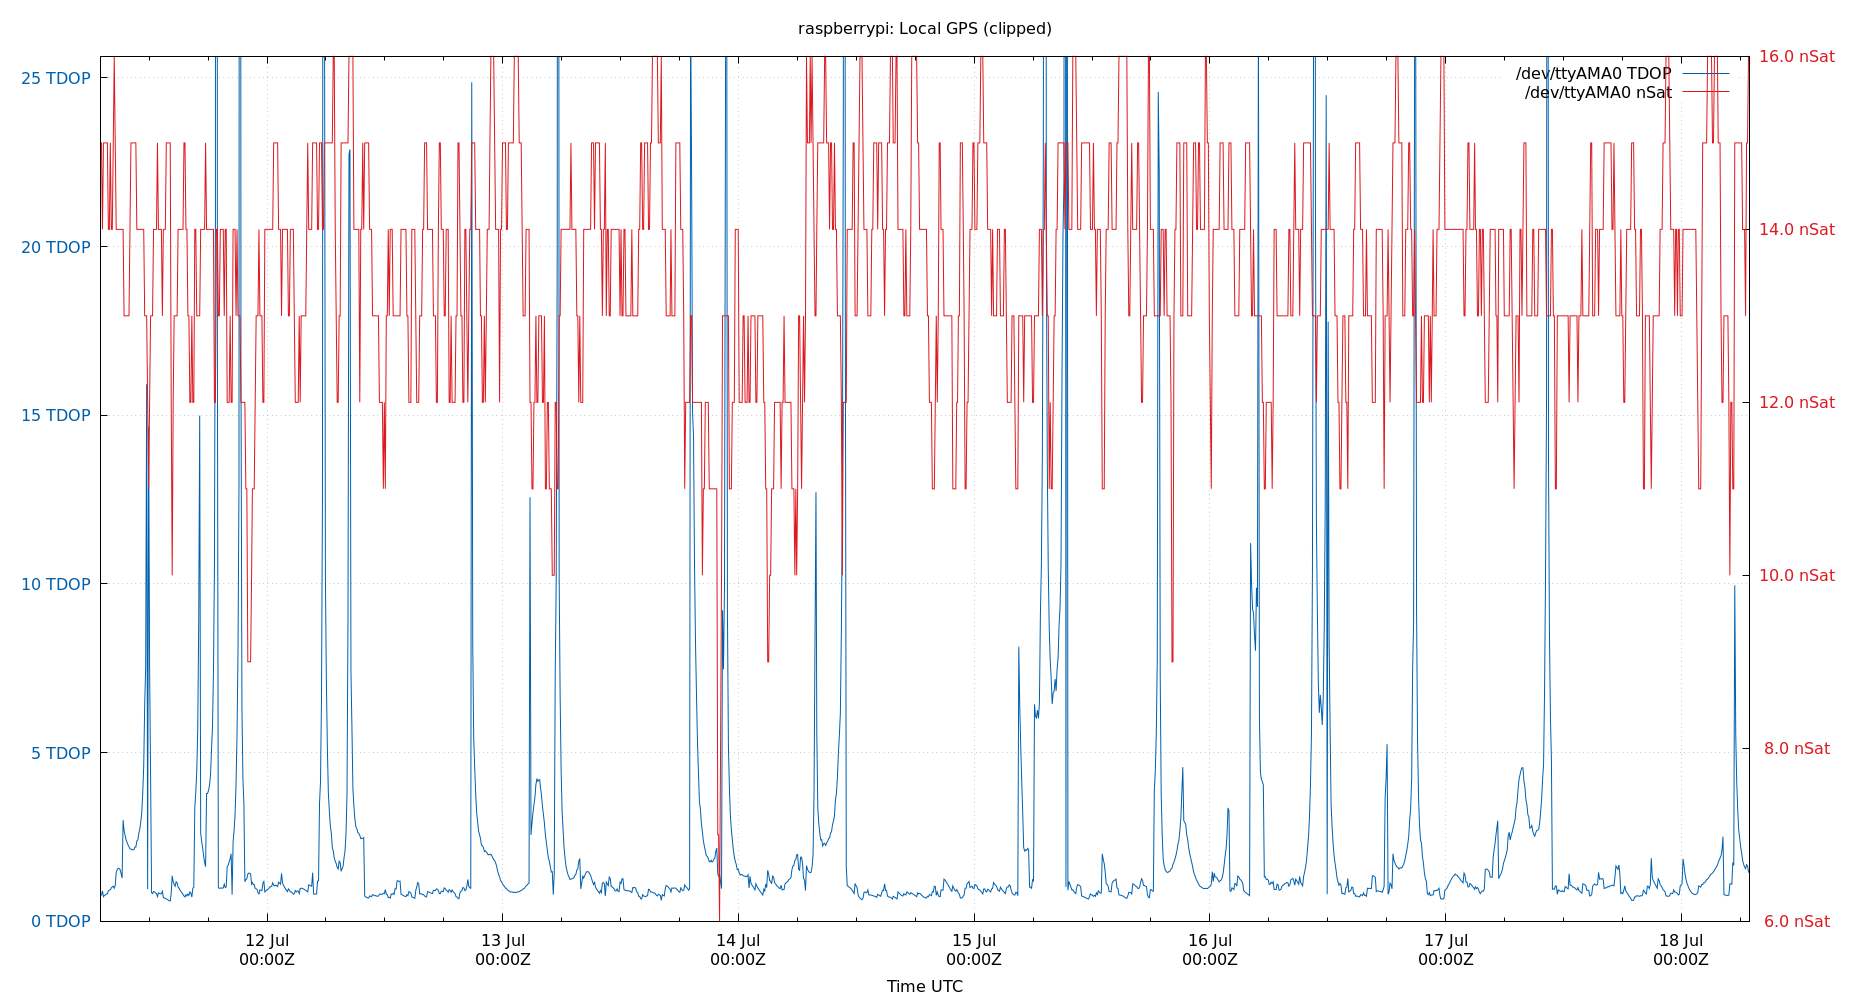 raspberrypi: Local GPS (clipped)
25 TDOP
20 TDOP
15 TDOP
10 TDOP
5 TDOP
0 TDOP
/dev/ttyAMA0 TDOP
/dev/ttyAMA0 nSat
16.0 nSat
14.0 nSat
12.0 nSat
10.0 nSat
8.0 nSat
6.0 nSat
12 Jul 13 Jul 14 Jul 15 Jul 16 Jul 17 Jul 18 Jul
00:00Z 00:00Z 00:00Z 00:00Z 00:00Z 00:00Z 00:00Z
Time UTC